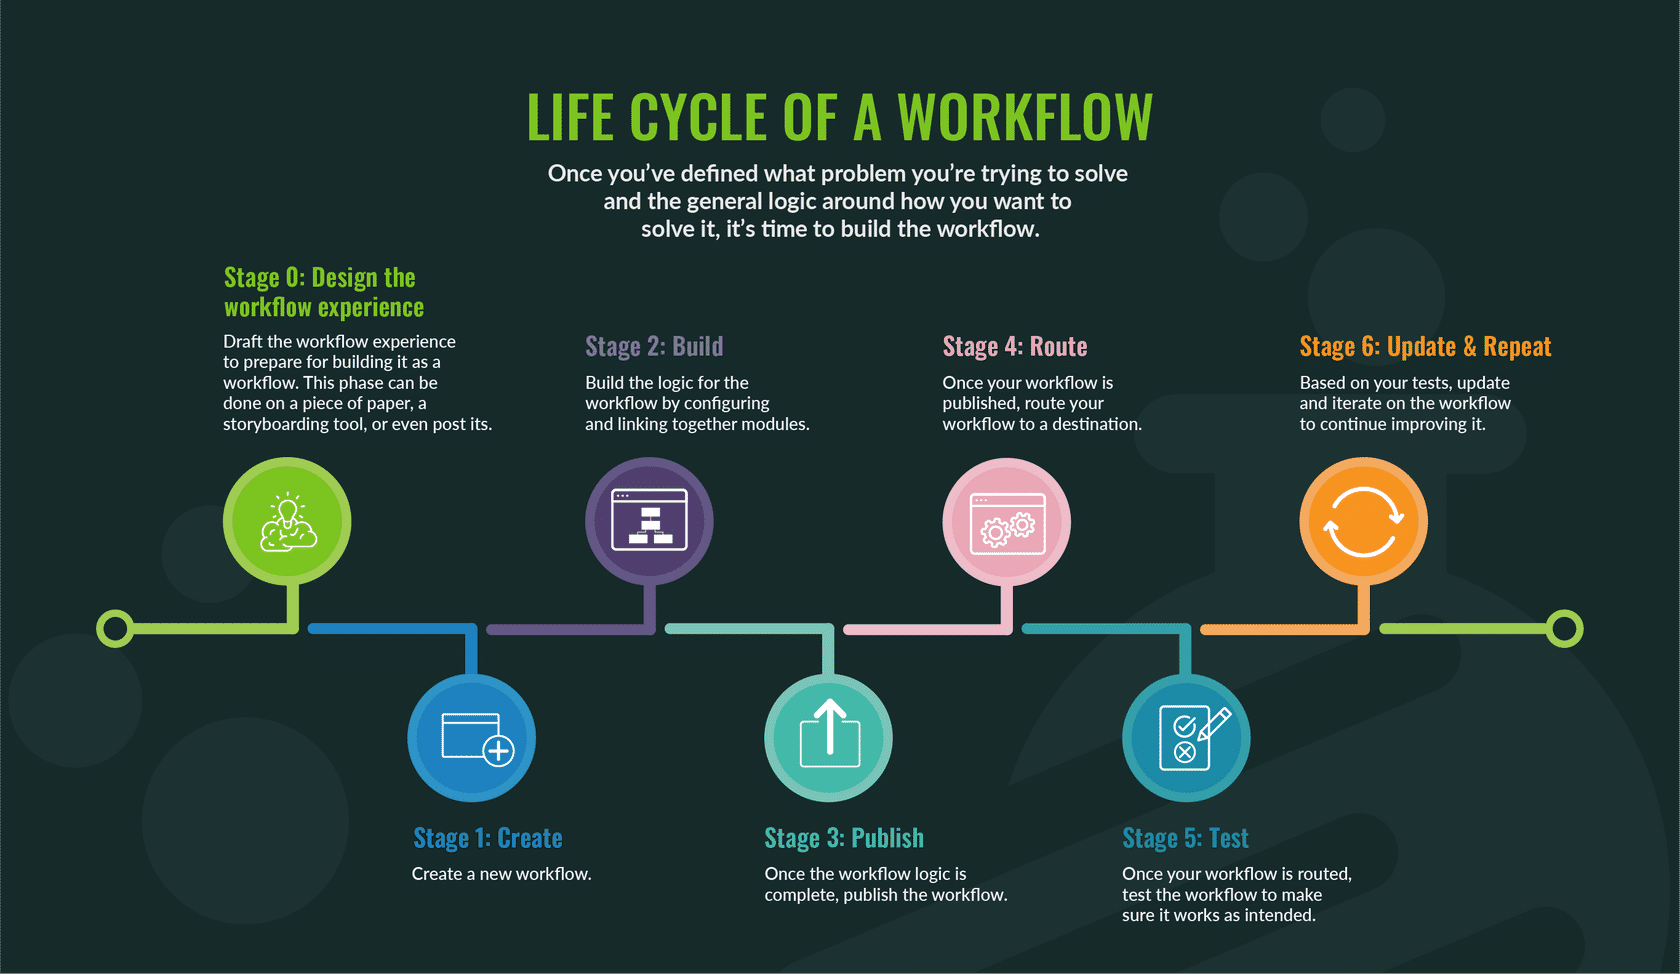 LIFE CYCLE OF A WORKFLOW
Once you’ve defined what problem you’re trying to solve
and the general logic around how you want to
solve it, it’s time to build the workflow.
Stage 0: Design the
workflow experience
Draft the workflow experience
to prepare for building it as a
workflow. This phase can be
done on a piece of paper, a
storyboarding tool, or even post its.
Stage 2: Build
Build the logic for the
workflow by configuring
and linking together modules.
Stage 4: Route
Once your workflow is
published, route your
workflow to a destination.
Stage 6: Update & Repeat
Based on your tests, update
and iterate on the workflow
to continue improving it.
Stage 1: Create
Create a new workflow.
Stage 3: Publish
Once the workflow logic is
complete, publish the workflow.
Stage 5: Test
Once your workflow is routed,
test the workflow to make
sure it works as intended.